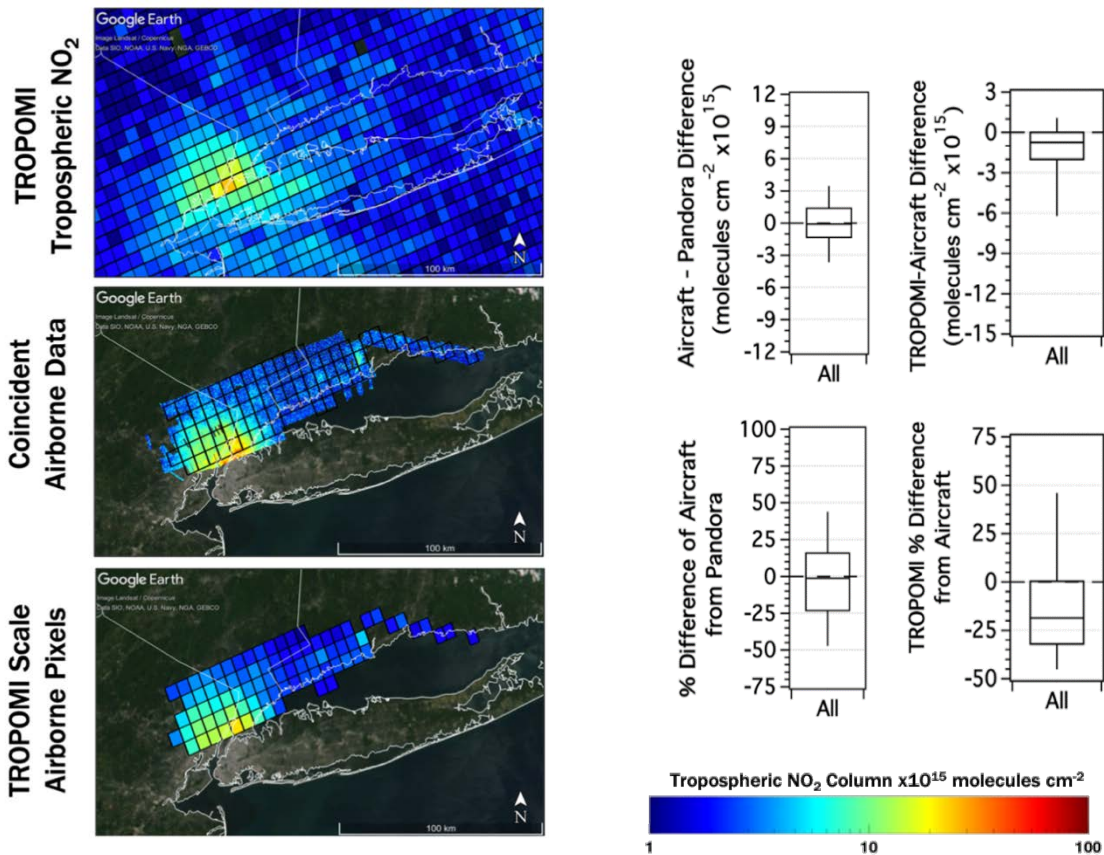 TROPOMI
Tropospheric NO2
Google Earth
Image Landsat / Copernicus
Data SIO, NOAA, U.S. Navy, NGA, GEBCO
N
100 km
Coincident
Airborne Data
Google Earth
Image Landsat / Copernicus
Data SIO, NOAA, U.S. Navy, NGA, GEBCO
N
100 km
TROPOMI Scale
Airborne Pixels
Google Earth
Image Landsat / Copernicus
Data SIO, NOAA, U.S. Navy, NGA, GEBCO
N
100 km
Aircraft - Pandora Difference
(molecules cm-2 x10^15)
12
9
6
3
0
-3
-6
-9
-12
All
TROPOMI-Aircraft Difference
(molecules cm-2 x10^15)
3
0
-3
-6
-9
-12
-15
All
% Difference of Aircraft
from Pandora
100
75
50
25
0
-25
-50
-75
All
TROPOMI % Difference
from Aircraft
75
50
25
0
-25
-50
All
Tropospheric NO2 Column x10^15 molecules cm-2
1 10 100